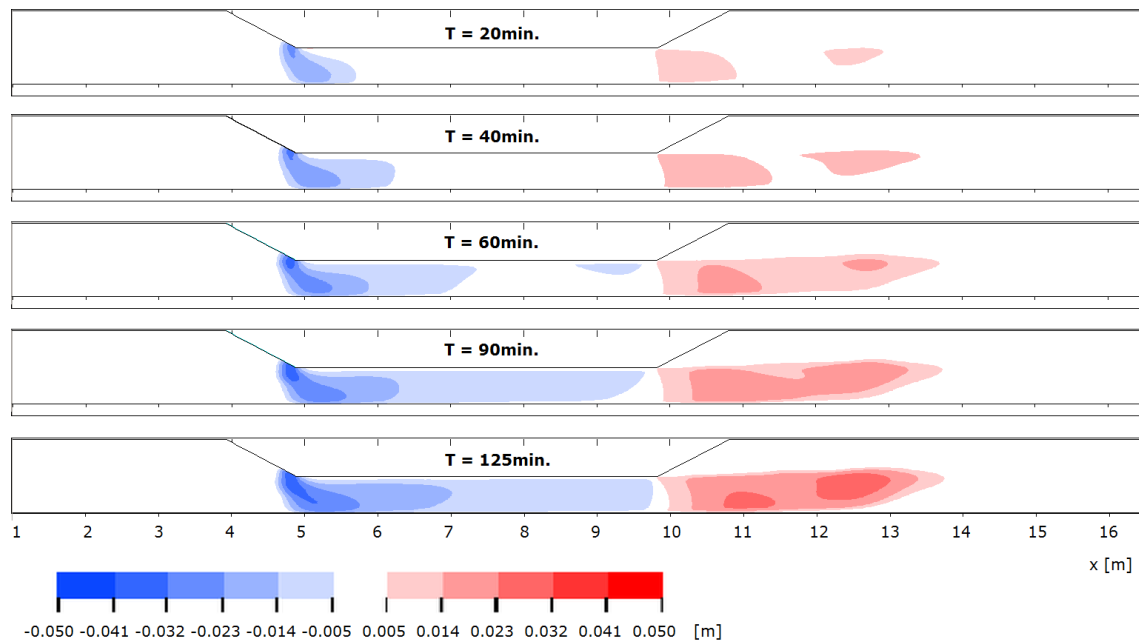 T = 20min.
T = 40min.
T = 60min.
T = 90min.
T = 125min.
1 2 3 4 5 6 7 8 9 10 11 12 13 14 15 16
x [m]
-0.050 -0.041 -0.032 -0.023 -0.014 -0.005 0.005 0.014 0.023 0.032 0.041 0.050 [m]